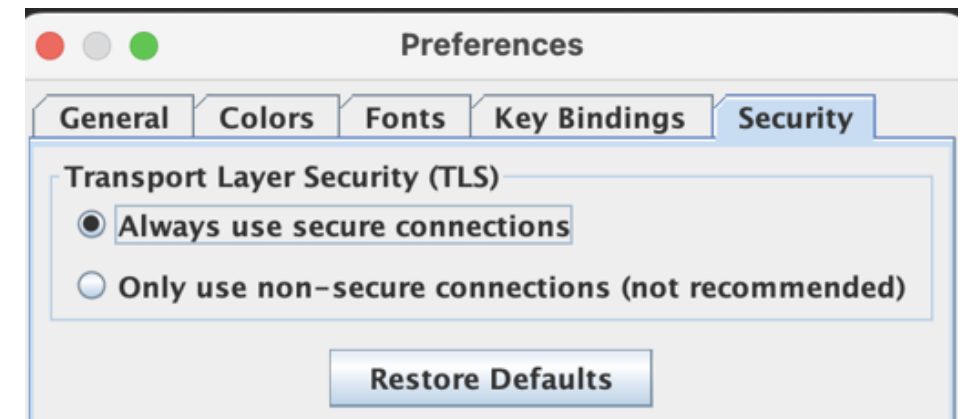 Preferences
General Colors Fonts Key Bindings Security
Transport Layer Security (TLS)
Always use secure connections
Only use non-secure connections (not recommended)
Restore Defaults